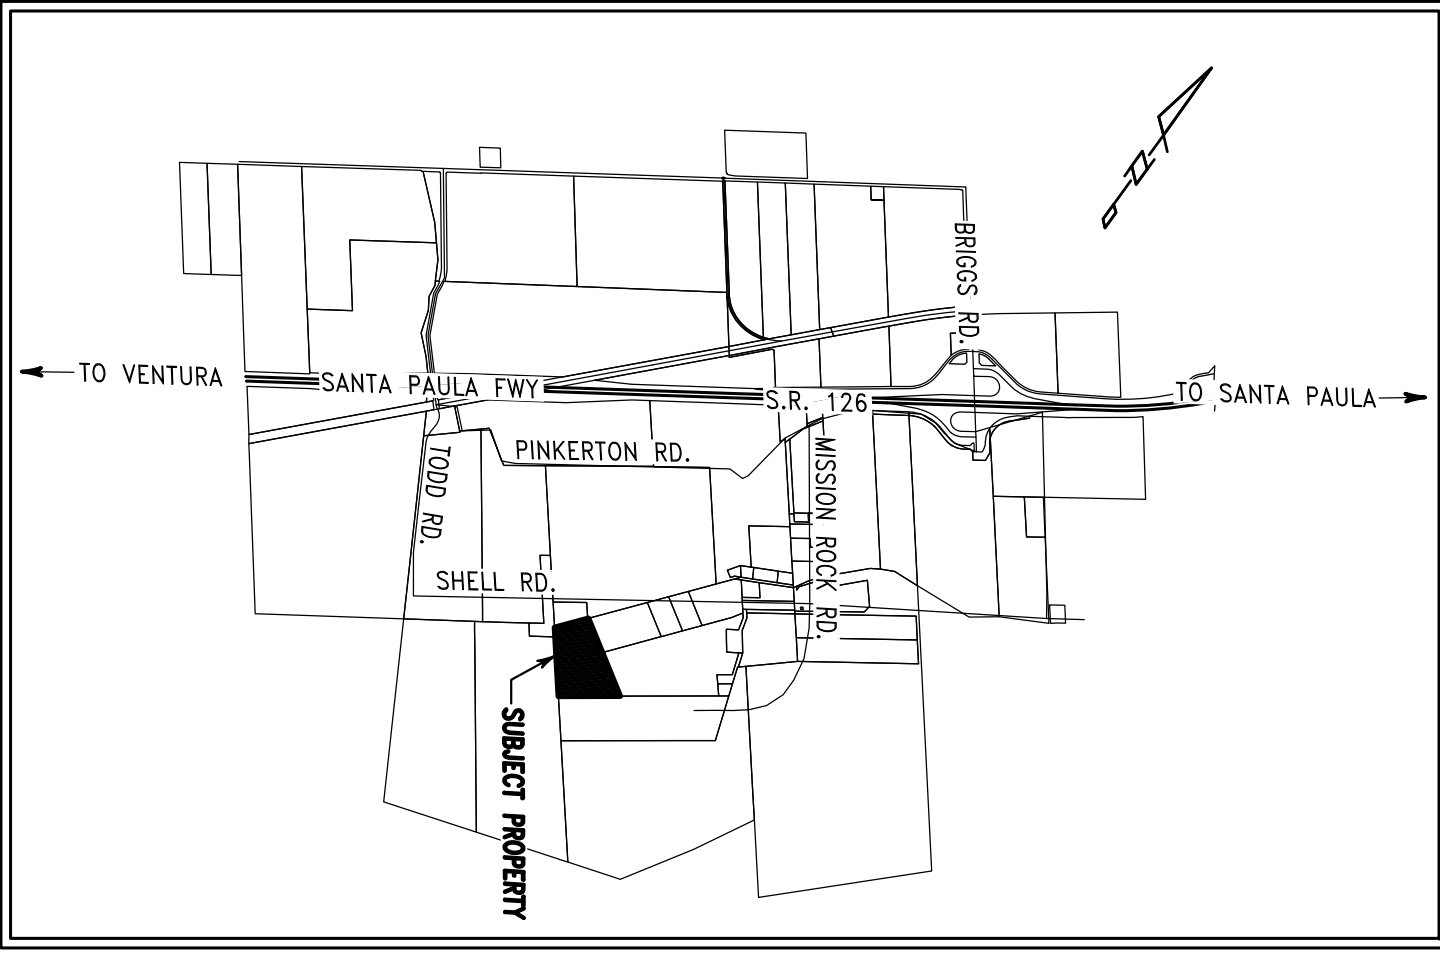 BRIGGS RD.
TO VENTURA
SANTA PAULA FWY
S.R. 126
TO SANTA PAULA
PINKERTON RD.
TODD RD.
MISSION ROCK RD.
SHELL RD.
SUBJECT PROPERTY